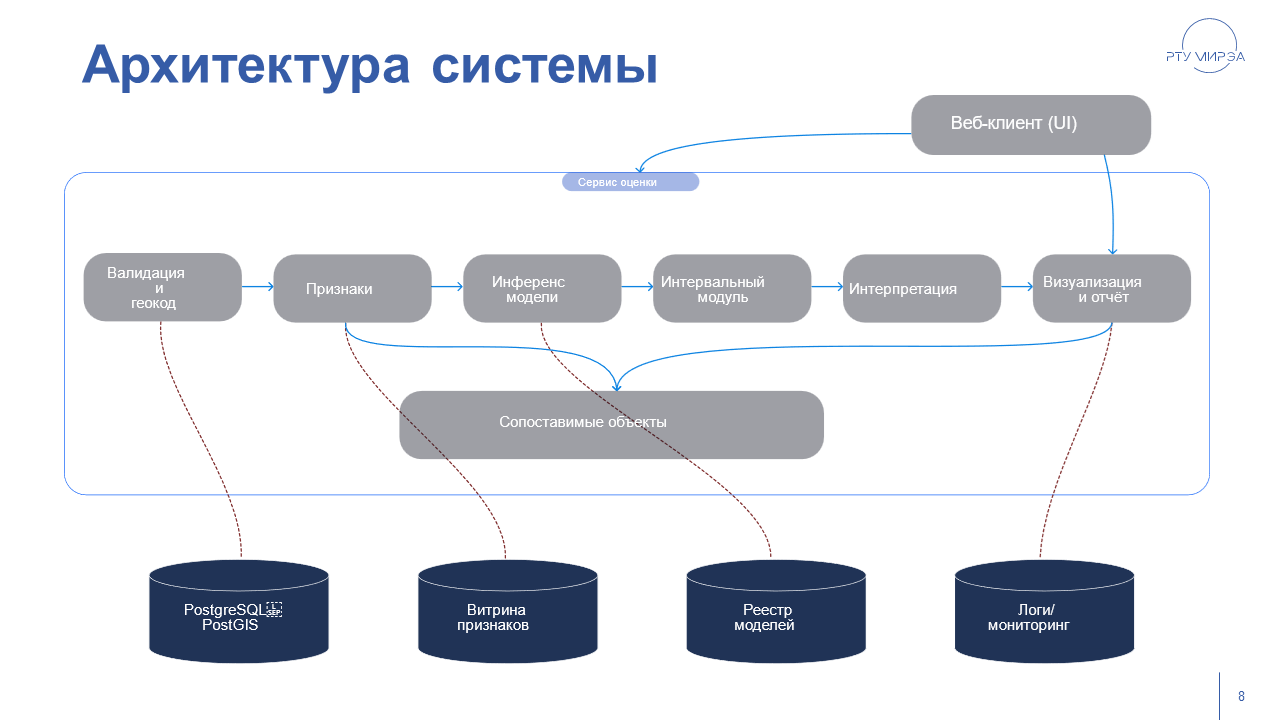 Архитектура системы
РТУ МИРЭА
Веб-клиент (UI)
Сервис оценки
Валидация
и
геокод
Признаки
Инференс
модели
Интервальный
модуль
Интерпретация
Визуализация
и отчёт
Сопоставимые объекты
PostgreSQL
PostGIS
Витрина
признаков
Реестр
моделей
Логи/
мониторинг
8